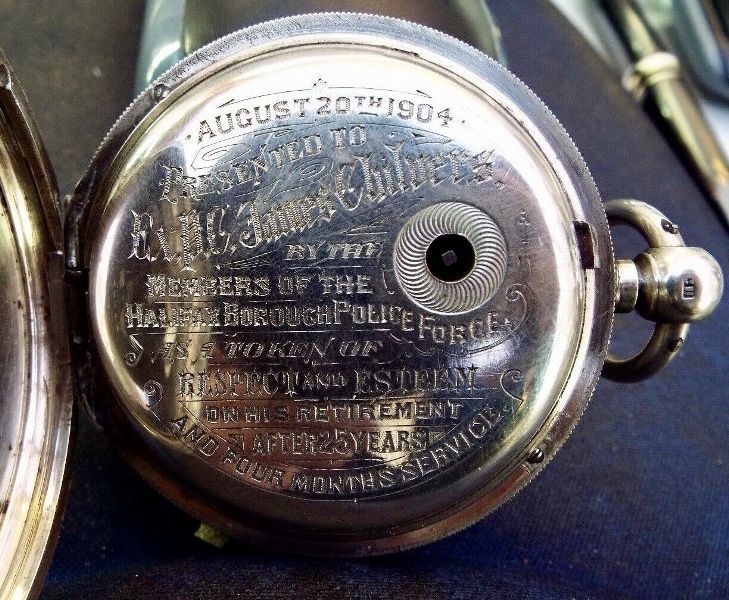 AUGUST 20TH 1904
PRESENTED TO
Ex. P.C. James Chilvers,
BY THE
MEMBERS OF THE
HALIFAX BOROUGH POLICE FORCE,
AS A TOKEN OF
RESPECT AND ESTEEM
ON HIS RETIREMENT
AFTER 25 YEARS
AND FOUR MONTHS SERVICE